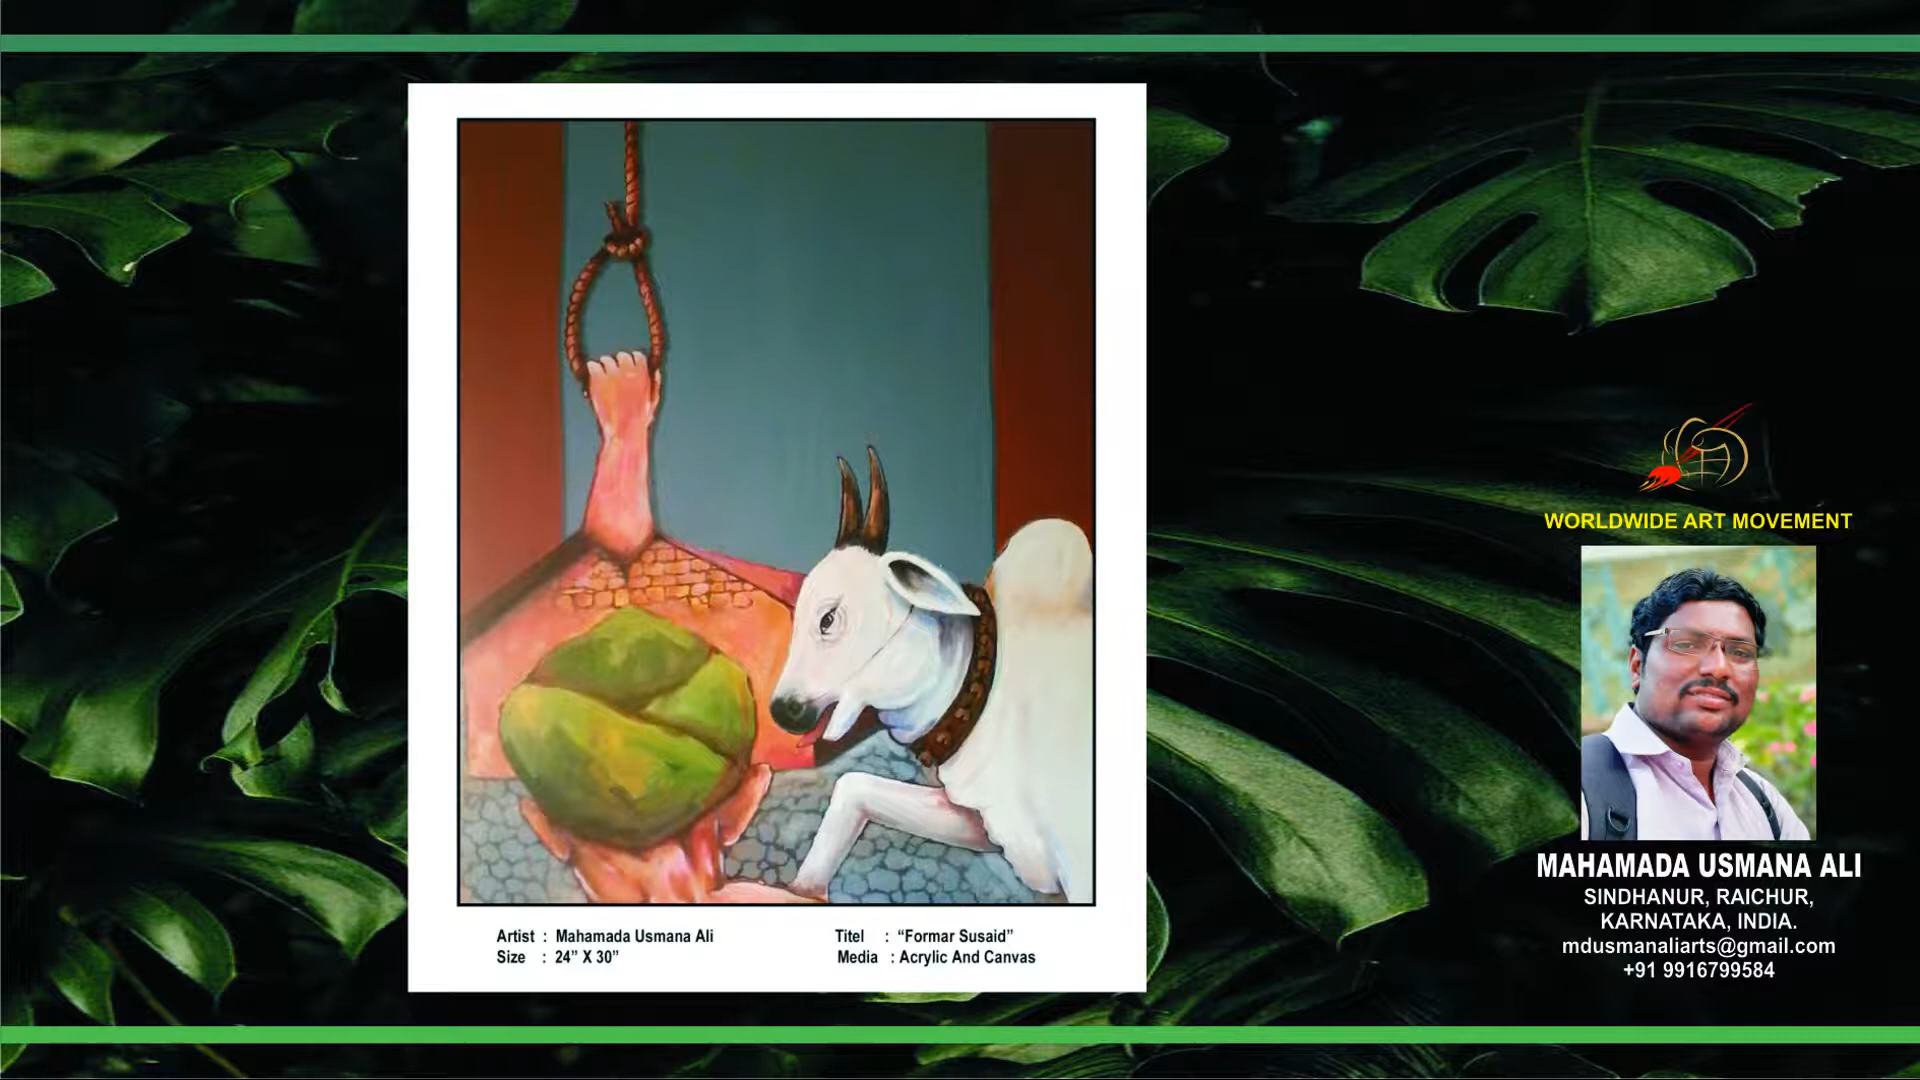 Artist : Mahamada Usmana Ali
Size : 24” X 30”
Titel : “Formar Susaid”
Media : Acrylic And Canvas
WORLDWIDE ART MOVEMENT
MAHAMADA USMANA ALI
SINDHANUR, RAICHUR,
KARNATAKA, INDIA.
mdusmanaliarts@gmail.com
+91 9916799584